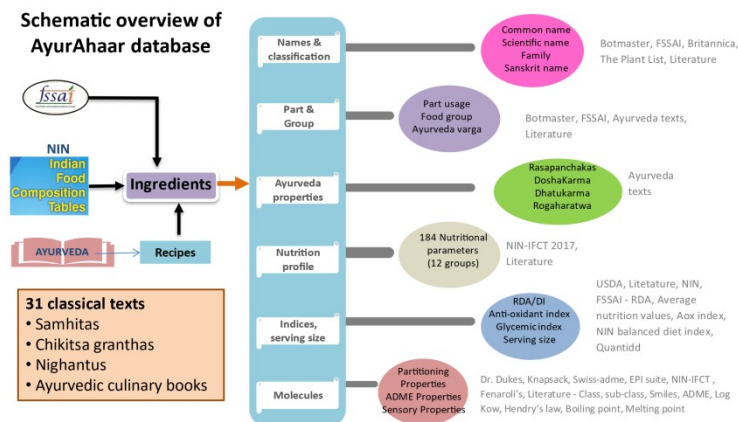 Schematic overview of
AyurAhaar database
fssai
NIN
Indian
Food
Composition
Tables
Ingredients
AYURVEDA
Recipes
31 classical texts
• Samhitas
• Chikitsa granthas
• Nighantus
• Ayurvedic culinary books
Names &
classification
Common name
Scientific name
Family
Sanskrit name
Botmaster, FSSAI, Britannica,
The Plant List, Literature
Part &
Group
Part usage
Food group
Ayurveda varga
Botmaster, FSSAI, Ayurveda texts,
Literature
Ayurveda
properties
Rasapanchakas
DoshaKarma
Dhatukarma
Rogaharatwa
Ayurveda
texts
Nutrition
profile
184 Nutritional
parameters
(12 groups)
NIN-IFCT 2017,
Literature
Indices,
serving size
RDA/DI
Anti-oxidant index
Glycemic index
Serving size
USDA, Litetature, NIN,
FSSAI - RDA, Average
nutrition values, Aox index,
NIN balanced diet index,
Quantidd
Molecules
Partitioning
Properties
ADME Properties
Sensory Properties
Dr. Dukes, Knapsack, Swiss-adme, EPI suite, NIN-IFCT ,
Fenaroli's, Literature - Class, sub-class, Smiles, ADME, Log
Kow, Hendry's law, Boiling point, Melting point